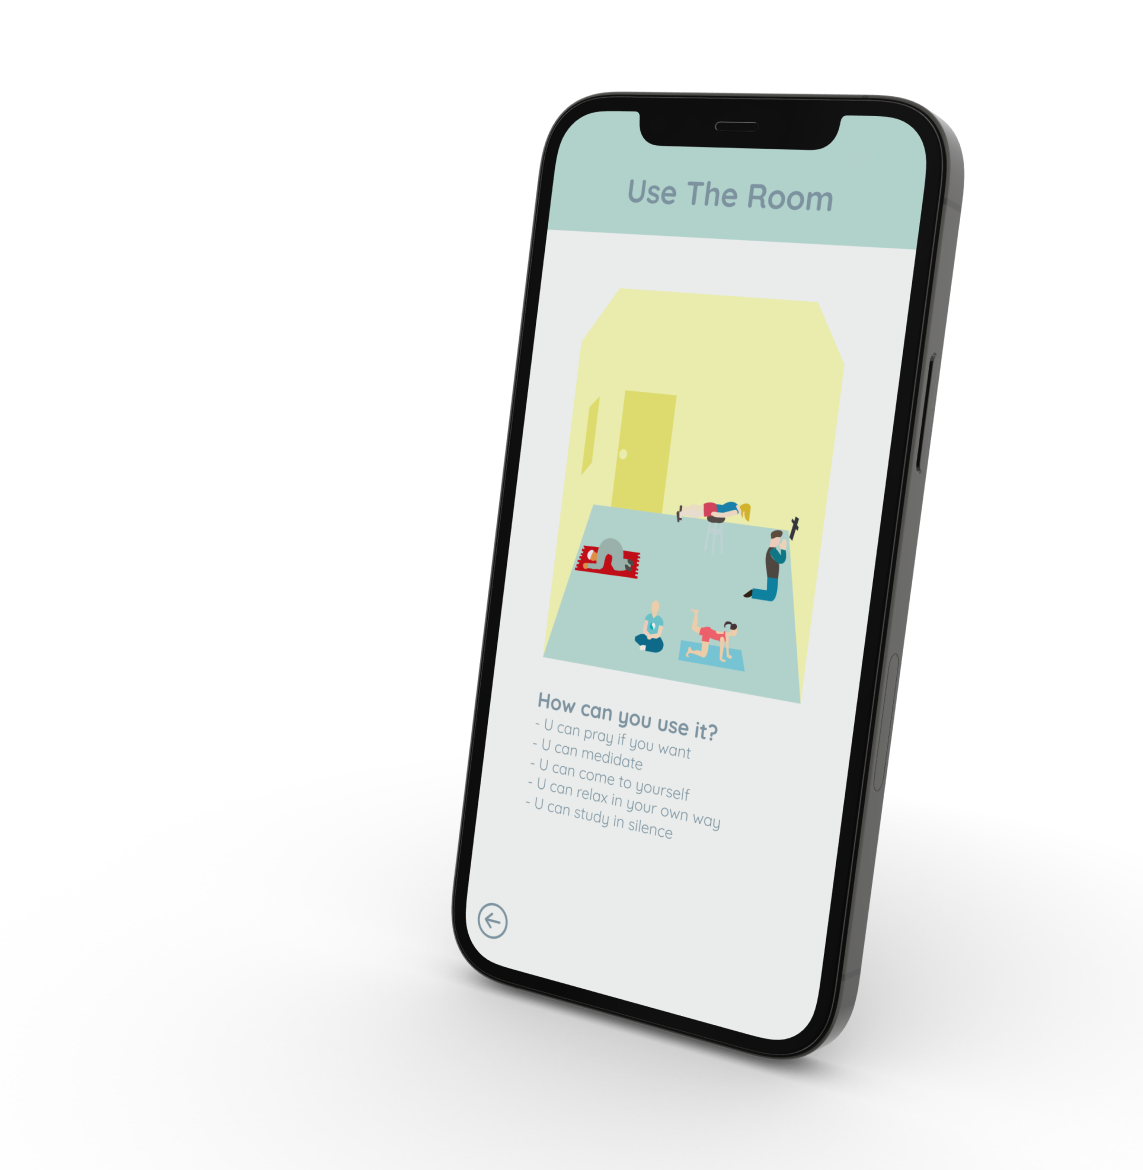 Use The Room
How can you use it?
- U can pray if you want
- U can medidate
- U can come to yourself
- U can relax in your own way
- U can study in silence